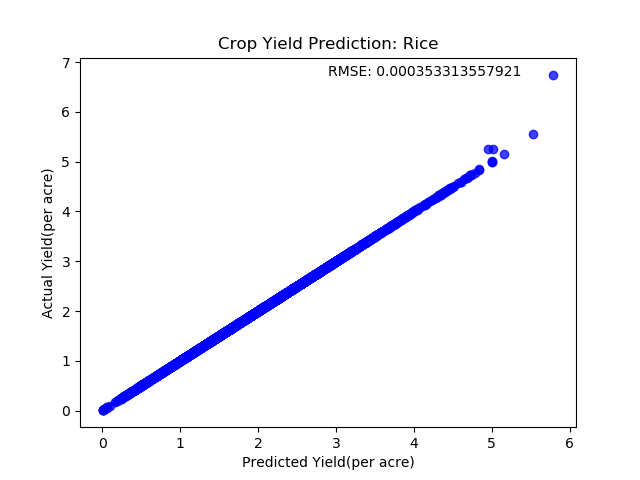 Crop Yield Prediction: Rice
RMSE: 0.000353313557921
7
6
5
4
3
2
1
0
Actual Yield(per acre)
0 1 2 3 4 5 6
Predicted Yield(per acre)